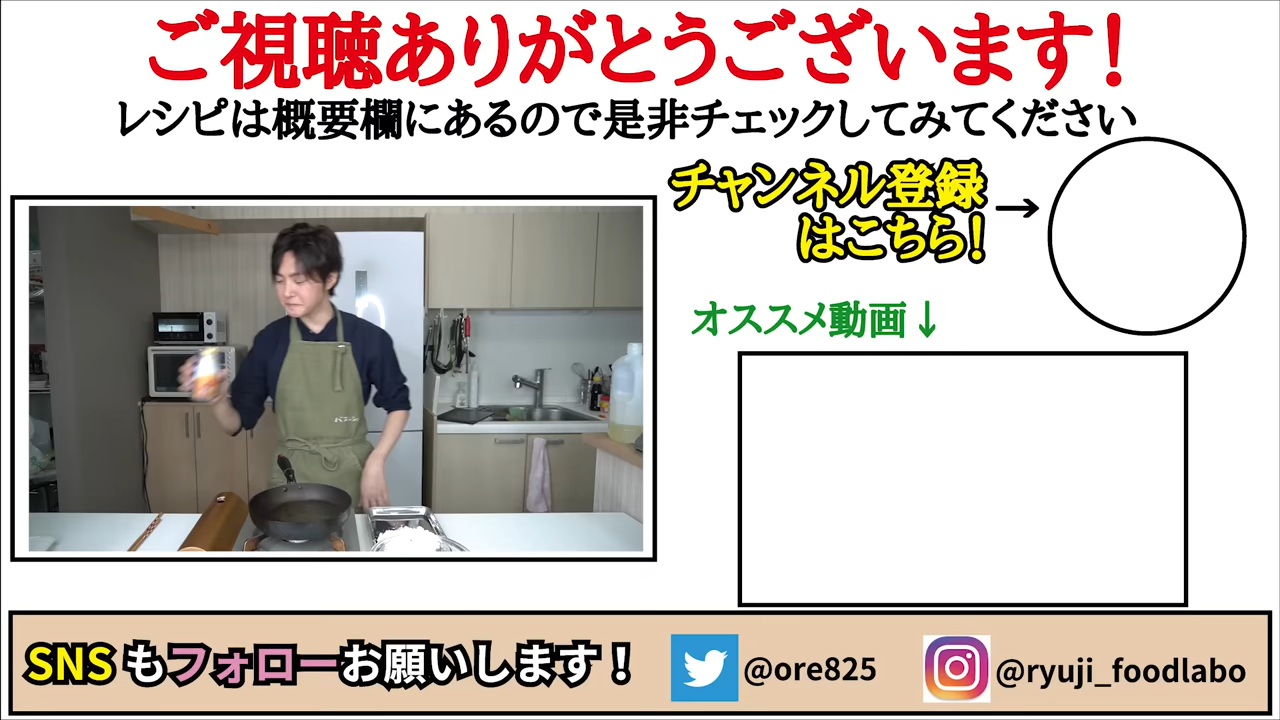 ご視聴ありがとうございます!
レシピは概要欄にあるので是非チェックしてみてください
チャンネル登録
はこちら!
→
オススメ動画↓
SNSもフォローお願いします!
@ore825
@ryuji_foodlabo